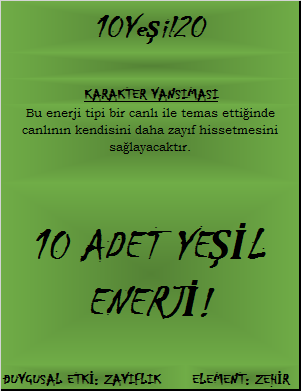 10Yeşil20
KARAKTER YANSIMASI
Bu enerji tipi bir canlı ile temas ettiğinde
canlının kendisini daha zayıf hissetmesini
sağlayacaktır.
10 ADET YEŞİL
ENERJİ!
DUYGUSAL ETKİ: ZAYIFLIK ELEMENT: ZEHİR